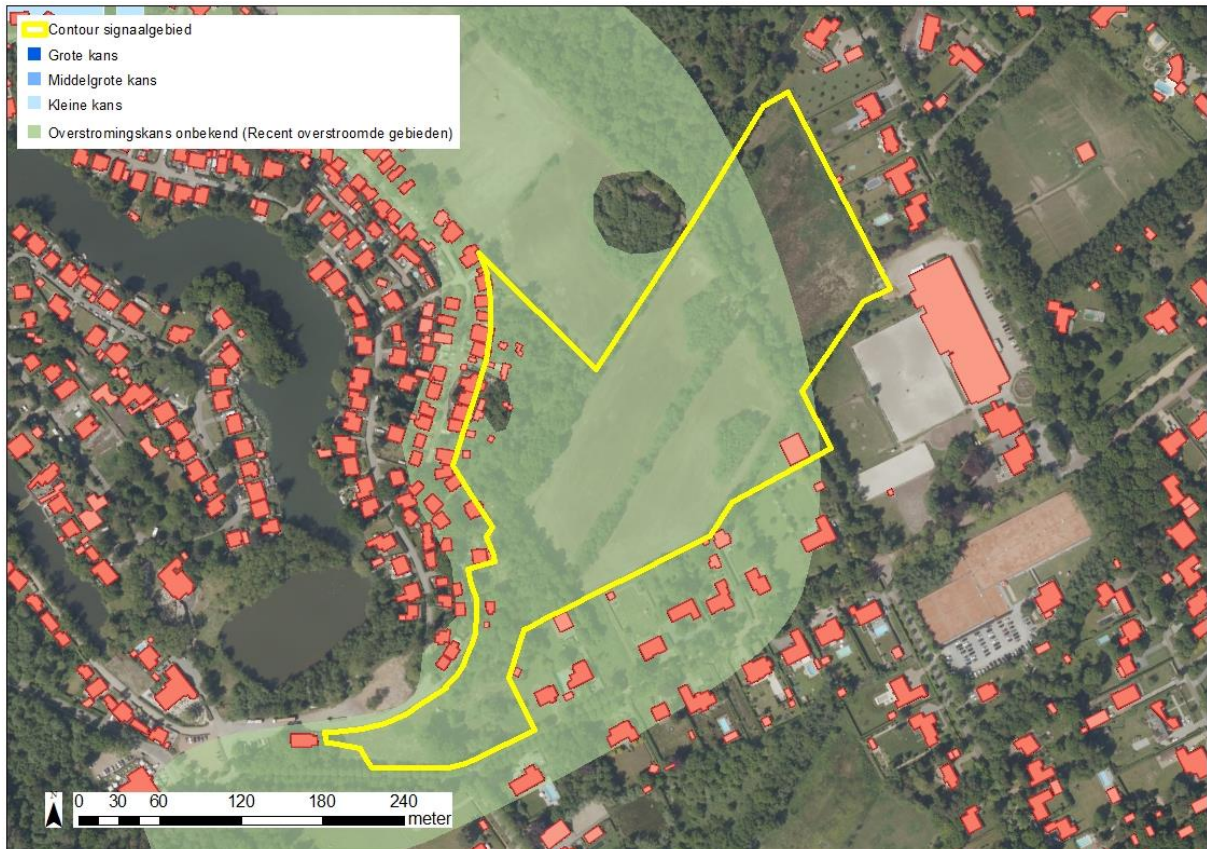 Contour signaalgebied
Grote kans
Middelgrote kans
Kleine kans
Overstromingskans onbekend (Recent overstroomde gebieden)
N
0 30 60 120 180 240
meter